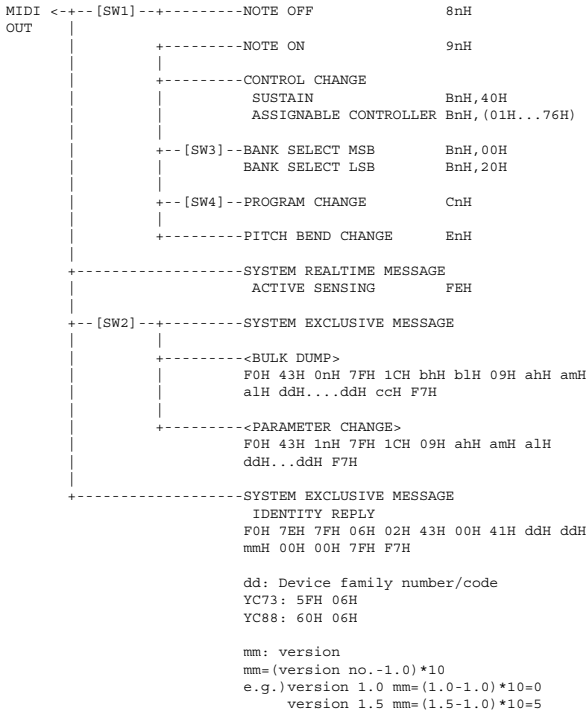 MIDI <-+--[SW1]--+---------NOTE OFF 8nH
OUT |
| +---------NOTE ON 9nH
| |
| +---------CONTROL CHANGE
| | SUSTAIN BnH,40H
| | ASSIGNABLE CONTROLLER BnH,(01H...76H)
| |
| +--[SW3]--BANK SELECT MSB BnH,00H
| | BANK SELECT LSB BnH,20H
| |
| +--[SW4]--PROGRAM CHANGE CnH
| |
| +---------PITCH BEND CHANGE EnH
|
+-------------------SYSTEM REALTIME MESSAGE
| ACTIVE SENSING FEH
|
+--[SW2]--+---------SYSTEM EXCLUSIVE MESSAGE
| |
| +---------<BULK DUMP>
| | F0H 43H 0nH 7FH 1CH bhH blH 09H ahH amH
| | alH ddH....ddH ccH F7H
| |
| +---------<PARAMETER CHANGE>
| F0H 43H 1nH 7FH 1CH 09H ahH amH alH
| ddH...ddH F7H
|
+-------------------SYSTEM EXCLUSIVE MESSAGE
IDENTITY REPLY
F0H 7EH 7FH 06H 02H 43H 00H 41H ddH ddH
mmH 00H 00H 7FH F7H
dd: Device family number/code
YC73: 5FH 06H
YC88: 60H 06H
mm: version
mm=(version no.-1.0)*10
e.g.)version 1.0 mm=(1.0-1.0)*10=0
version 1.5 mm=(1.5-1.0)*10=5